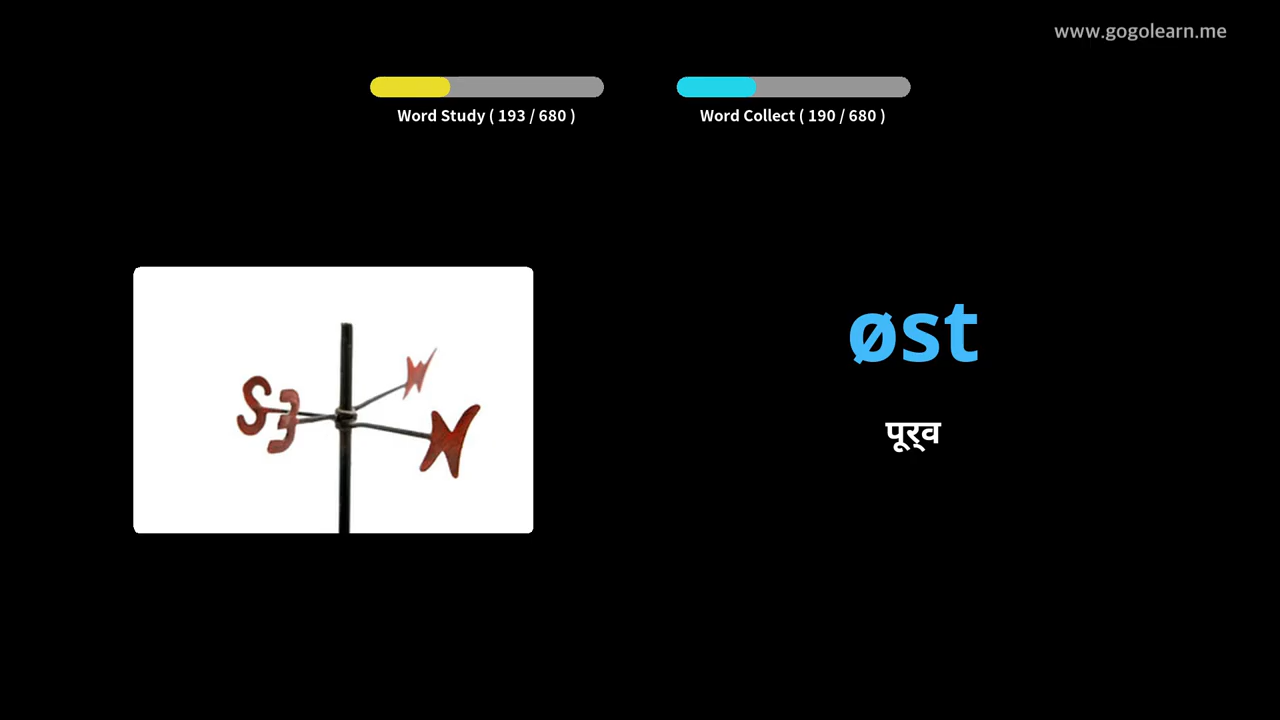 www.gogolearn.me
Word Study ( 193 / 680 )
Word Collect ( 190 / 680 )
S E N W
øst
पूर्व